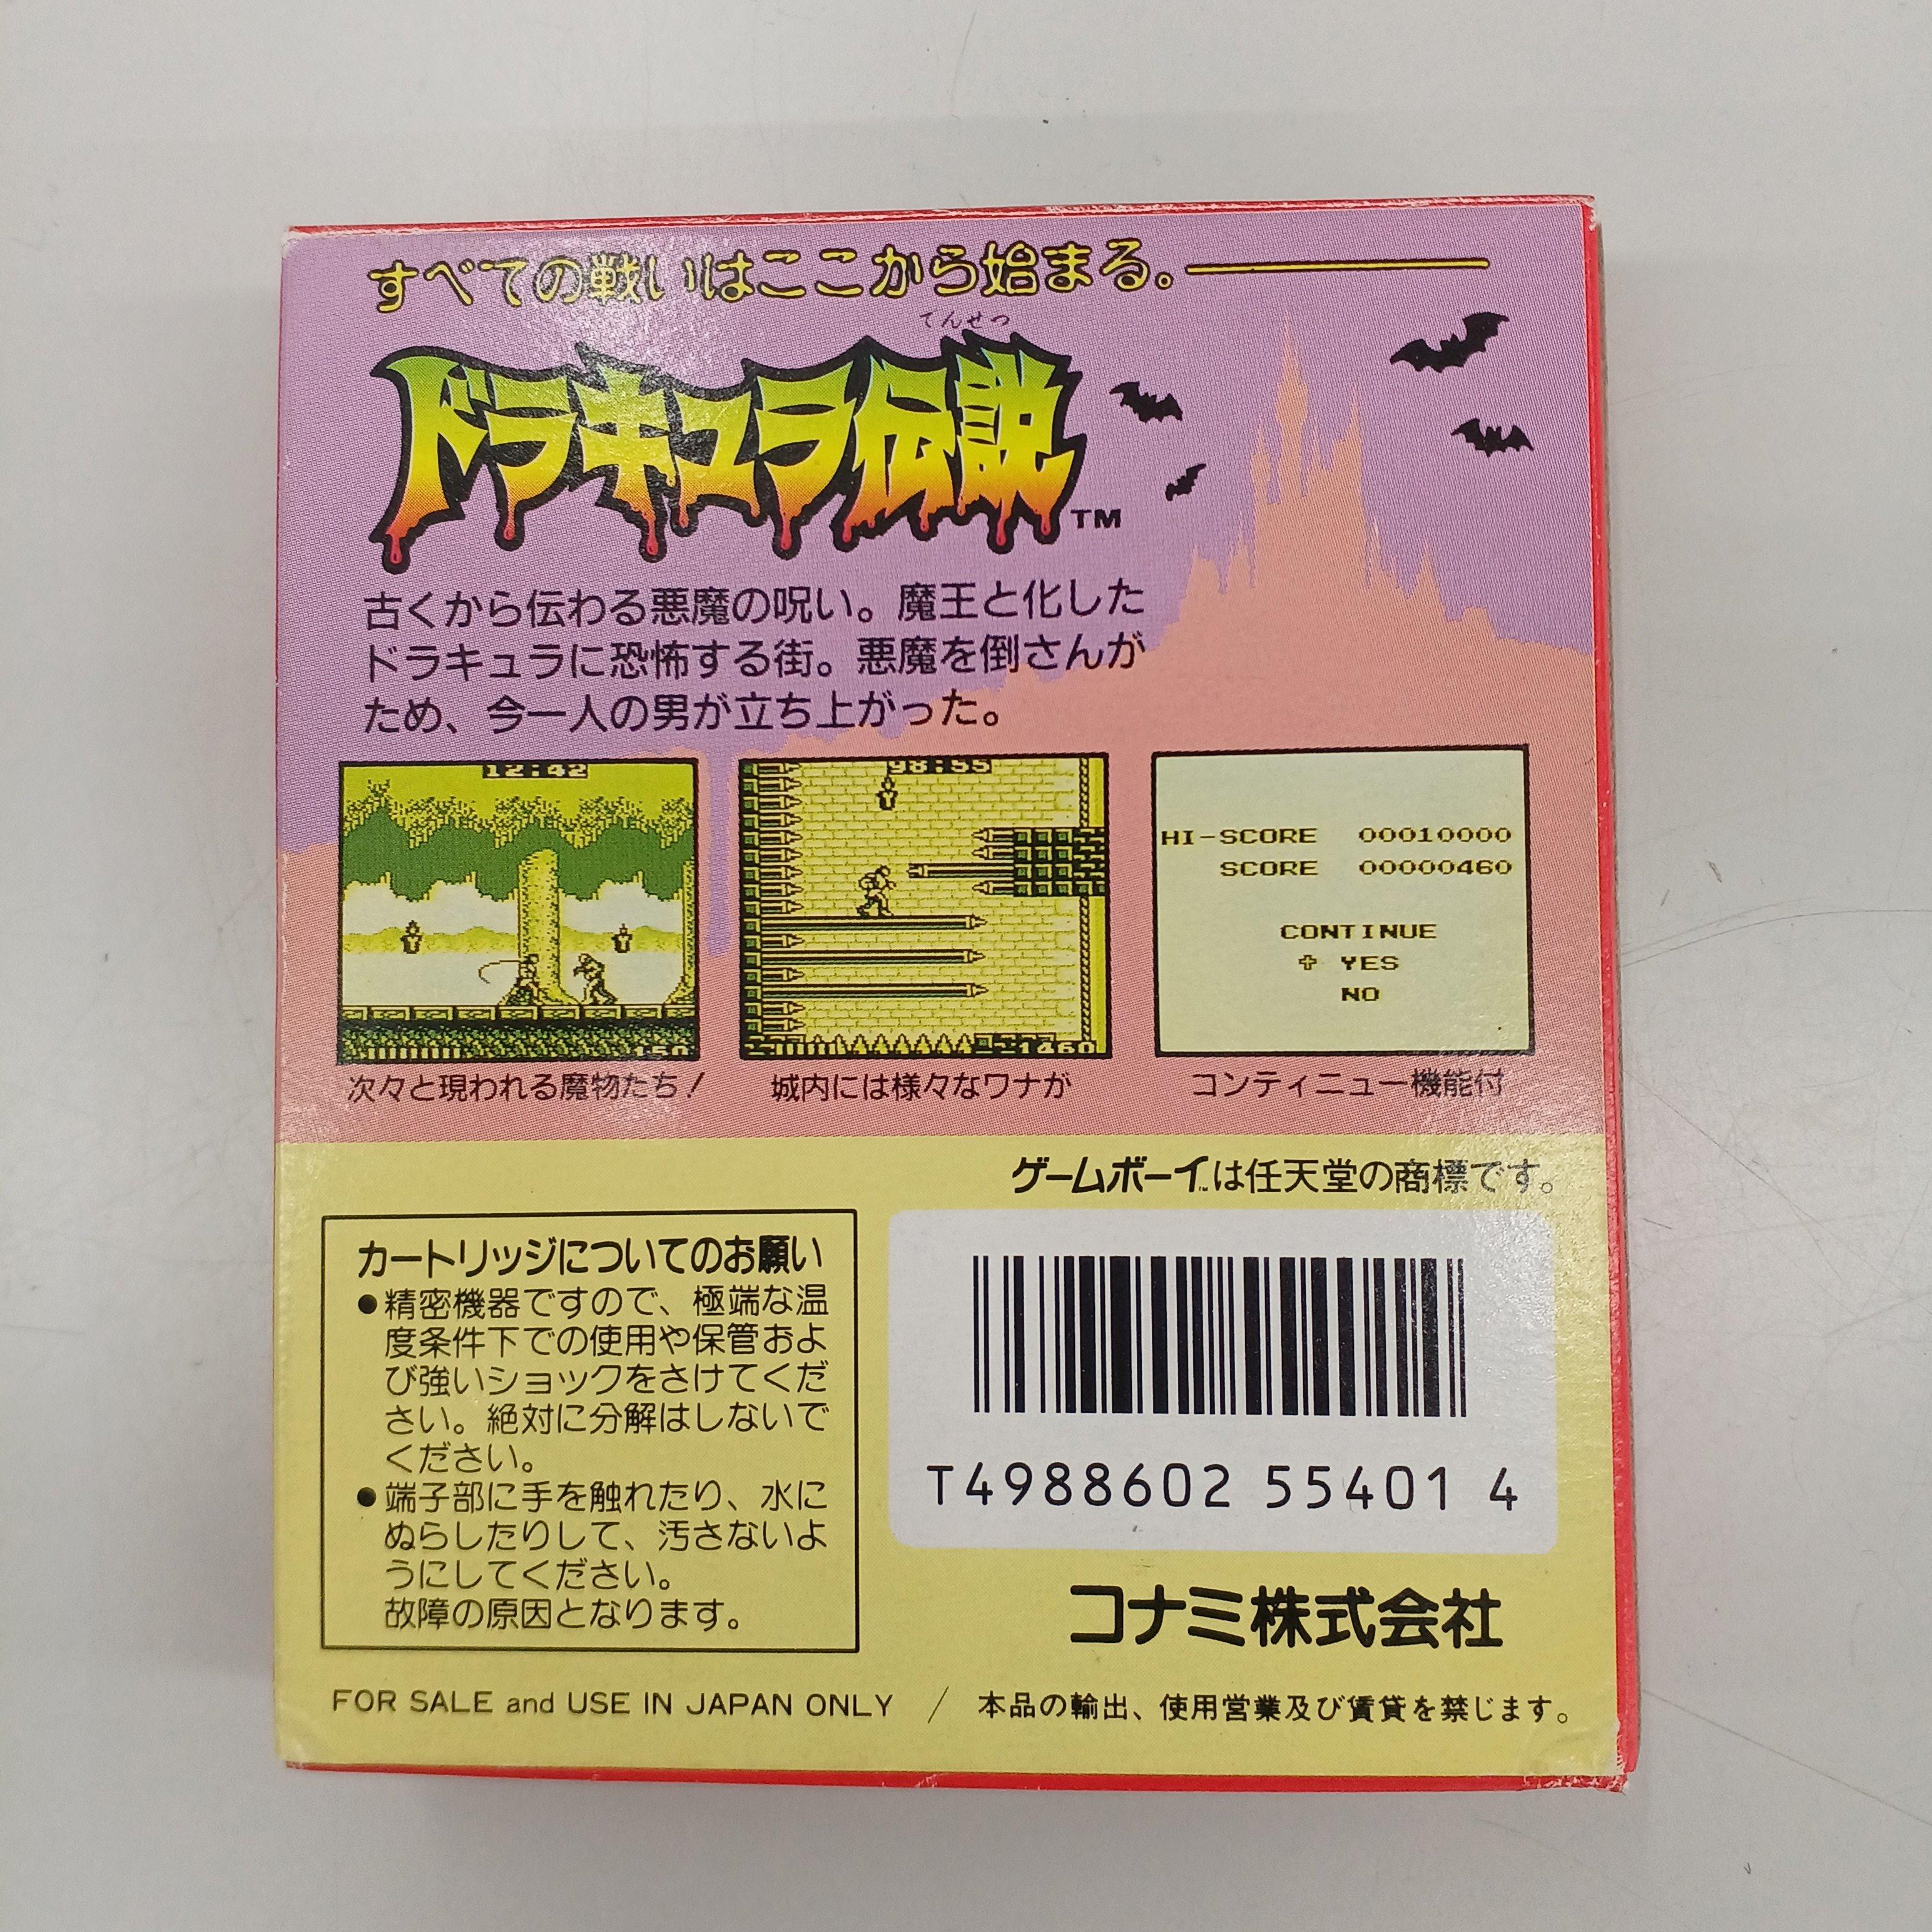 すべての戦いはここから始まる。
てんせつ
ドラキュラ伝説
TM
古くから伝わる悪魔の呪い。魔王と化した
ドラキュラに恐怖する街。悪魔を倒さんが
ため、今一人の男が立ち上がった。
12:42
150
98:55
1460
HI-SCORE 00010000
SCORE 00000460
CONTINUE
YES
NO
次々と現われる魔物たち!
城内には様々なワナが
コンティニュー機能付
ゲームボーイ™は任天堂の商標です。
カートリッジについてのお願い
●精密機器ですので、極端な温
度条件下での使用や保管およ
び強いショックをさけてくだ
さい。絶対に分解はしないで
ください。
●端子部に手を触れたり、水に
ぬらしたりして、汚さないよ
うにしてください。
故障の原因となります。
T4988602 55401 4
コナミ株式会社
FOR SALE and USE IN JAPAN ONLY / 本品の輸出、使用営業及び賃貸を禁じます。